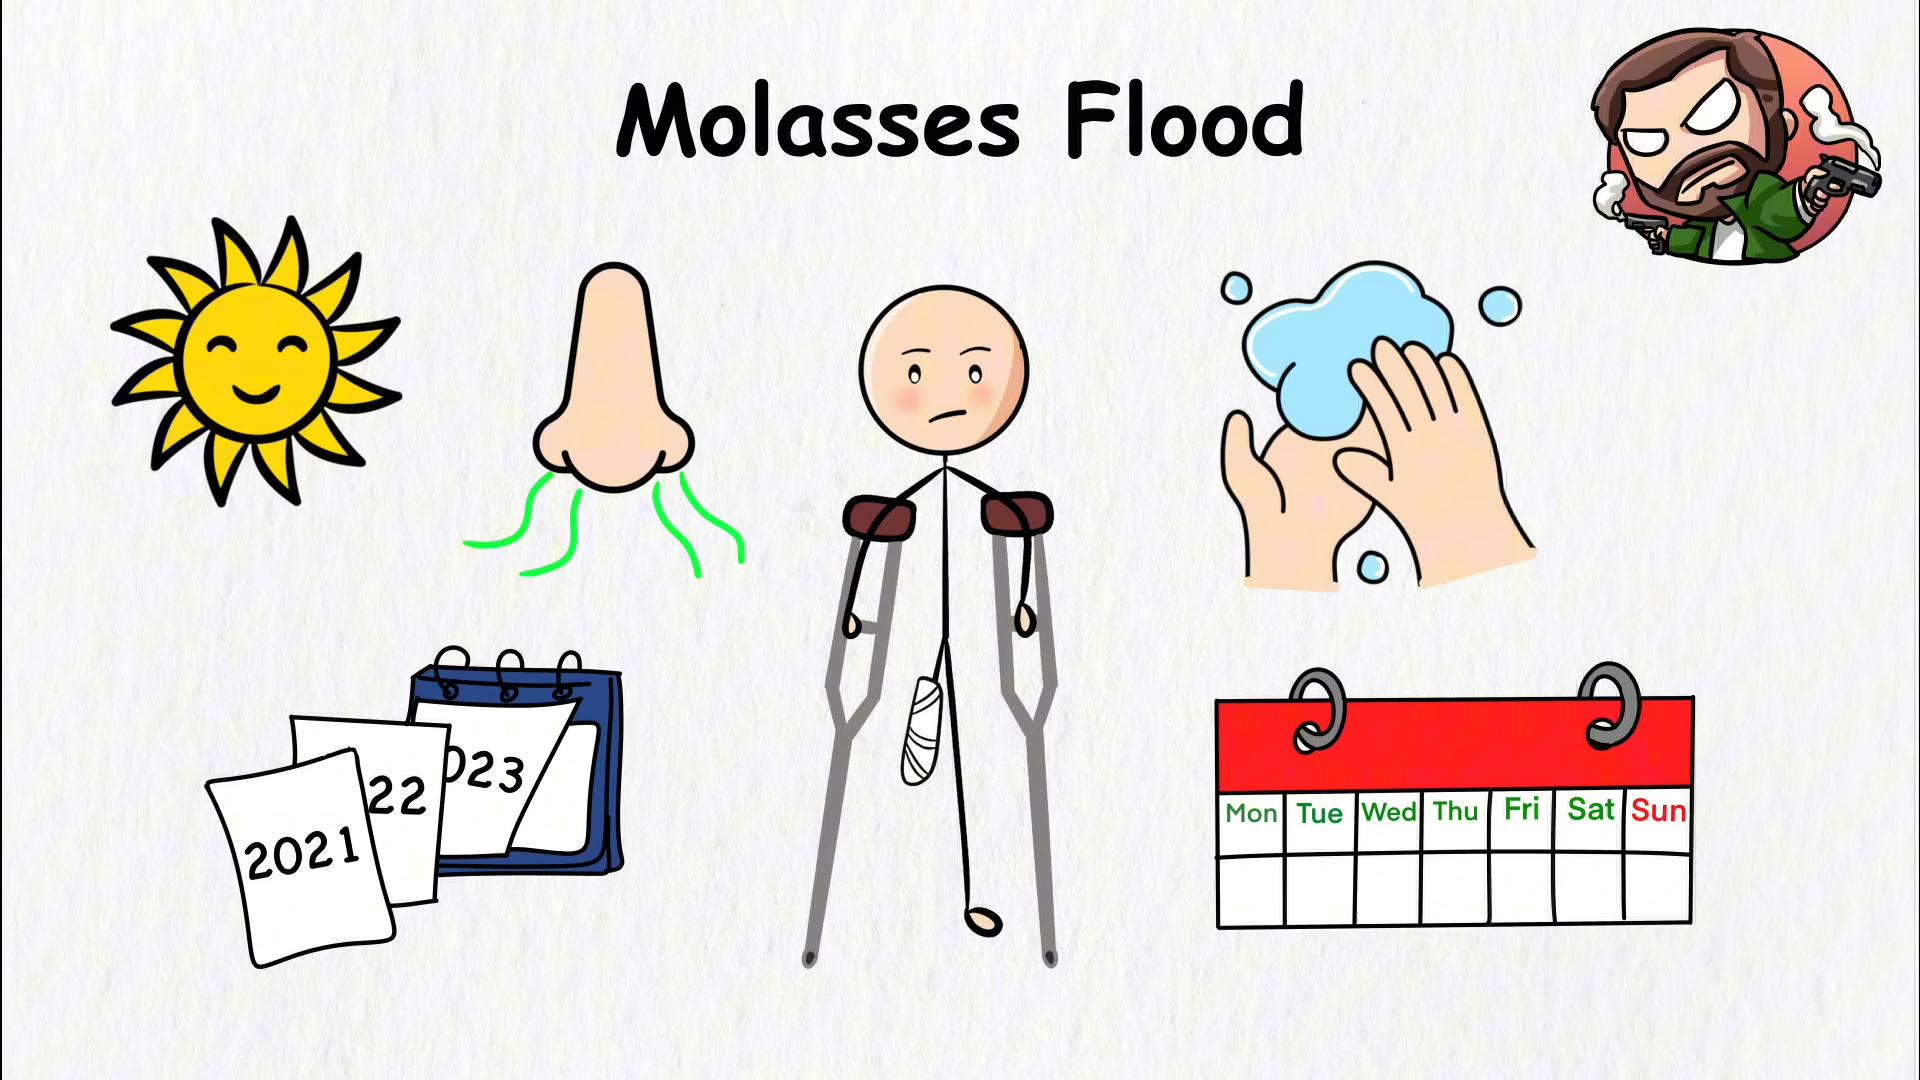 Molasses Flood
2021
22
023
Mon Tue Wed Thu Fri Sat Sun